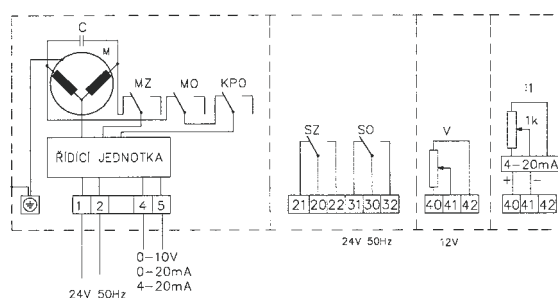 C
M
MZ MO KPO
ŘÍDÍCÍ JEDNOTKA
1 2 4 5
0-10V
0-20mA
4-20mA
24V 50Hz
SZ SO
21 20 22 31 30 32
24V 50Hz
V
40 41 42
12V
1k
4-20mA
+ -
40 41 42